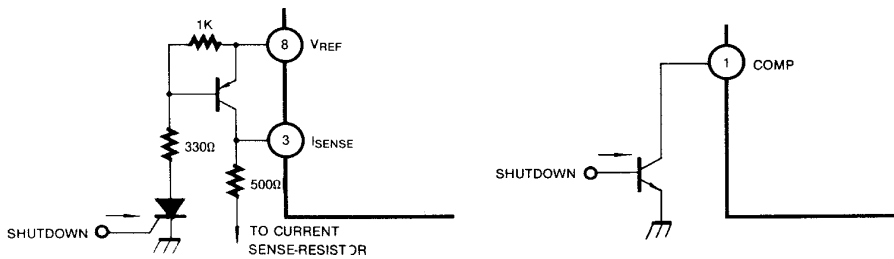 1K
8 VREF
330Ω
3 ISENSE
500Ω
SHUTDOWN
TO CURRENT
SENSE-RESISTOR
1 COMP
SHUTDOWN